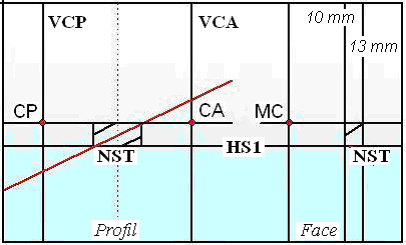 VCP VCA 10 mm
13 mm
CP CA MC
NST HS1 NST
Profil Face